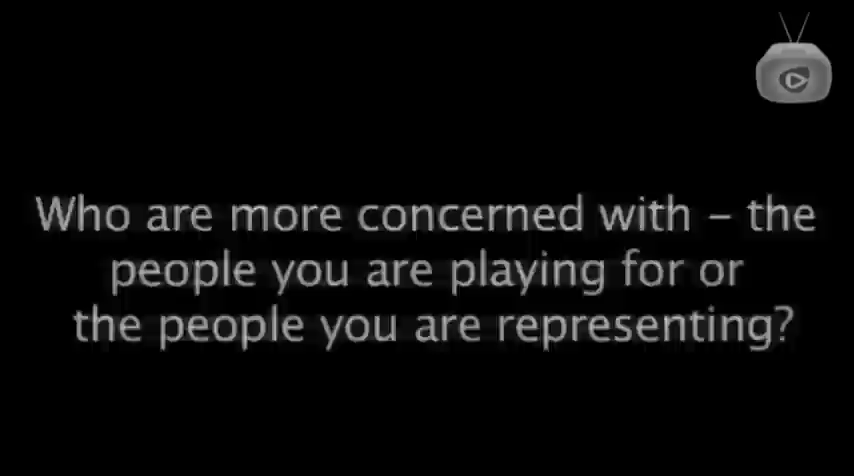 Who are more concerned with – the
people you are playing for or
the people you are representing?